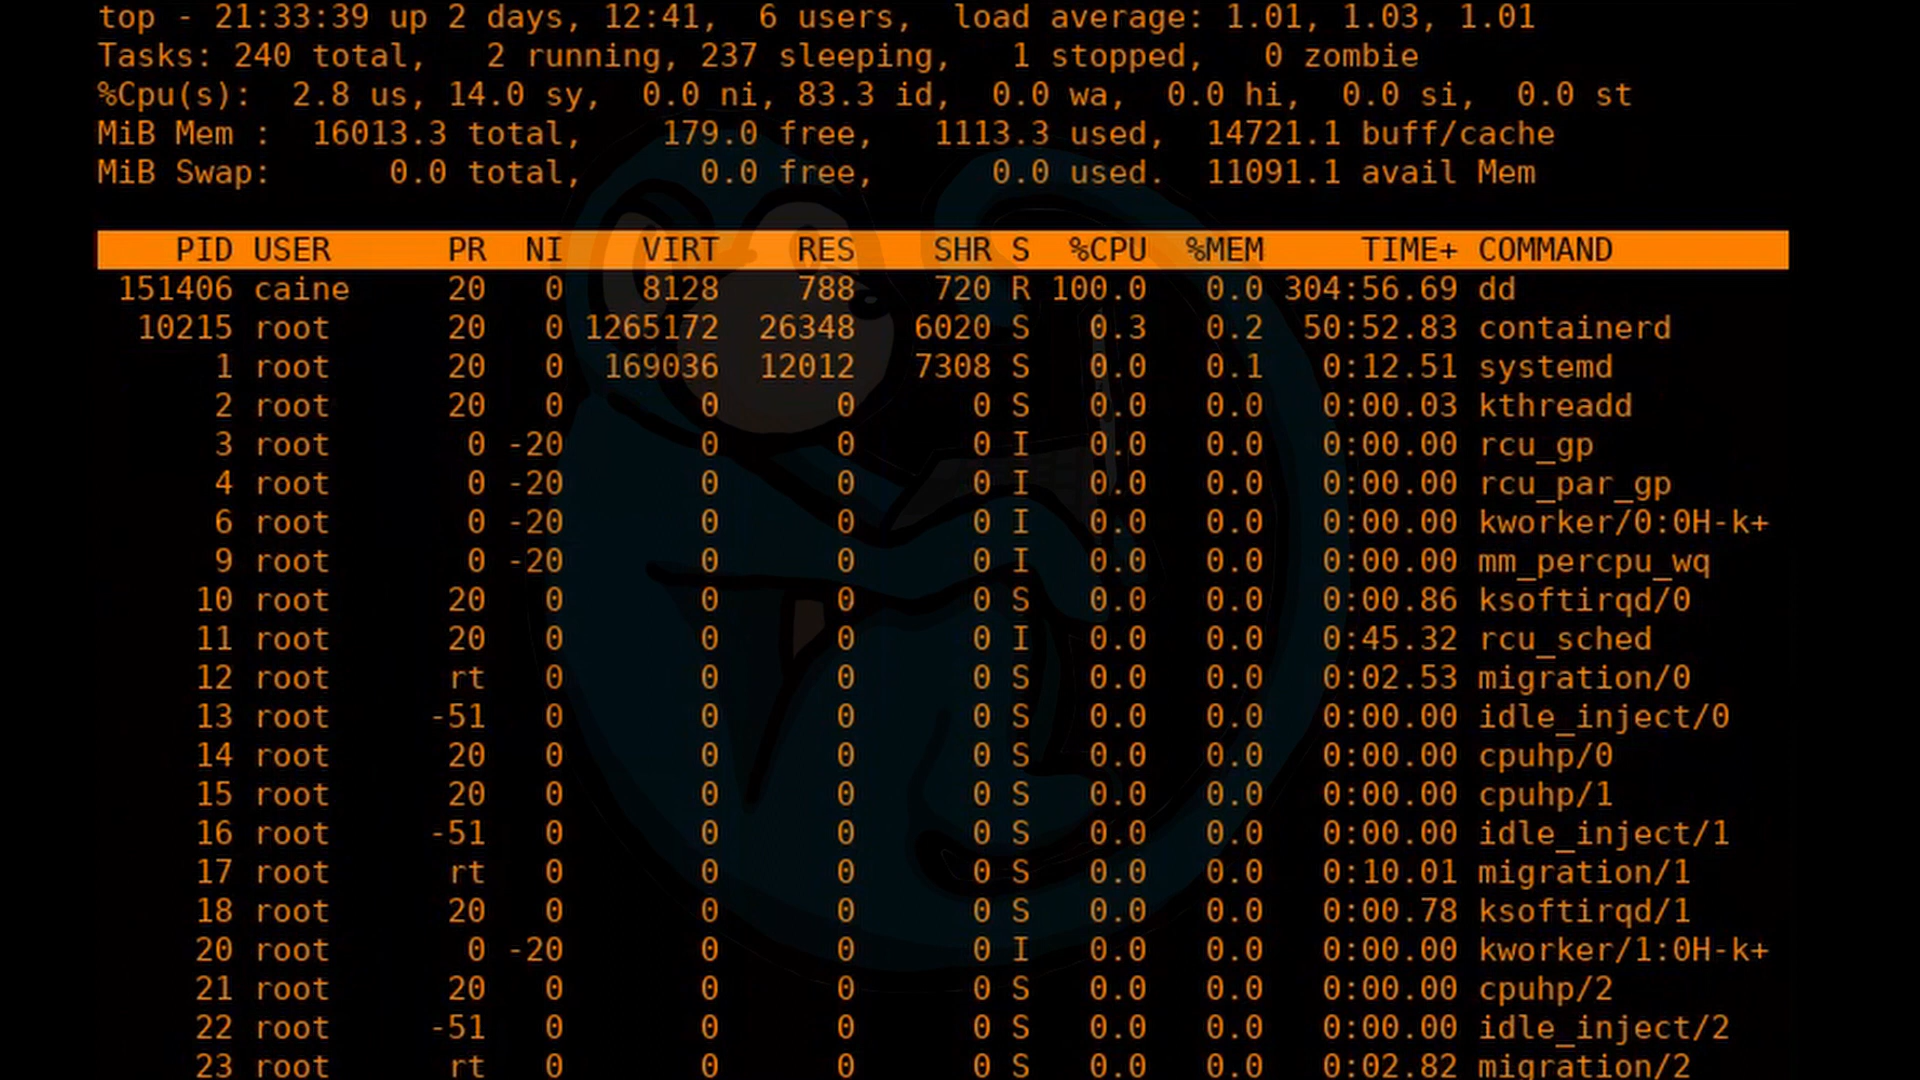 top - 21:33:39 up 2 days, 12:41,  6 users,  load average: 1.01, 1.03, 1.01
Tasks: 240 total,   2 running, 237 sleeping,   1 stopped,   0 zombie
%Cpu(s):  2.8 us, 14.0 sy,  0.0 ni, 83.3 id,  0.0 wa,  0.0 hi,  0.0 si,  0.0 st
MiB Mem :  16013.3 total,    179.0 free,   1113.3 used,  14721.1 buff/cache
MiB Swap:      0.0 total,      0.0 free,      0.0 used.  11091.1 avail Mem
PID USER PR NI VIRT RES SHR S %CPU %MEM TIME+ COMMAND
151406 caine 20 0 8128 788 720 R 100.0 0.0 304:56.69 dd
10215 root 20 0 1265172 26348 6020 S 0.3 0.2 50:52.83 containerd
1 root 20 0 169036 12012 7308 S 0.0 0.1 0:12.51 systemd
2 root 20 0 0 0 0 S 0.0 0.0 0:00.03 kthreadd
3 root 0 -20 0 0 0 I 0.0 0.0 0:00.00 rcu_gp
4 root 0 -20 0 0 0 I 0.0 0.0 0:00.00 rcu_par_gp
6 root 0 -20 0 0 0 I 0.0 0.0 0:00.00 kworker/0:0H-k+
9 root 0 -20 0 0 0 I 0.0 0.0 0:00.00 mm_percpu_wq
10 root 20 0 0 0 0 S 0.0 0.0 0:00.86 ksoftirqd/0
11 root 20 0 0 0 0 I 0.0 0.0 0:45.32 rcu_sched
12 root rt 0 0 0 0 S 0.0 0.0 0:02.53 migration/0
13 root -51 0 0 0 0 S 0.0 0.0 0:00.00 idle_inject/0
14 root 20 0 0 0 0 S 0.0 0.0 0:00.00 cpuhp/0
15 root 20 0 0 0 0 S 0.0 0.0 0:00.00 cpuhp/1
16 root -51 0 0 0 0 S 0.0 0.0 0:00.00 idle_inject/1
17 root rt 0 0 0 0 S 0.0 0.0 0:10.01 migration/1
18 root 20 0 0 0 0 S 0.0 0.0 0:00.78 ksoftirqd/1
20 root 0 -20 0 0 0 I 0.0 0.0 0:00.00 kworker/1:0H-k+
21 root 20 0 0 0 0 S 0.0 0.0 0:00.00 cpuhp/2
22 root -51 0 0 0 0 S 0.0 0.0 0:00.00 idle_inject/2
23 root rt 0 0 0 0 S 0.0 0.0 0:02.82 migration/2